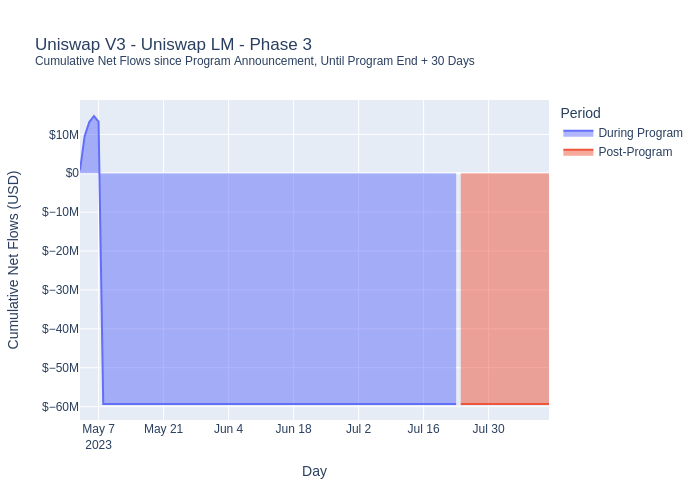 Uniswap V3 - Uniswap LM - Phase 3
Cumulative Net Flows since Program Announcement, Until Program End + 30 Days
Period
During Program
Post-Program
Cumulative Net Flows (USD)
$10M
$0
$−10M
$−20M
$−30M
$−40M
$−50M
$−60M
May 7
2023
May 21
Jun 4
Jun 18
Jul 2
Jul 16
Jul 30
Day